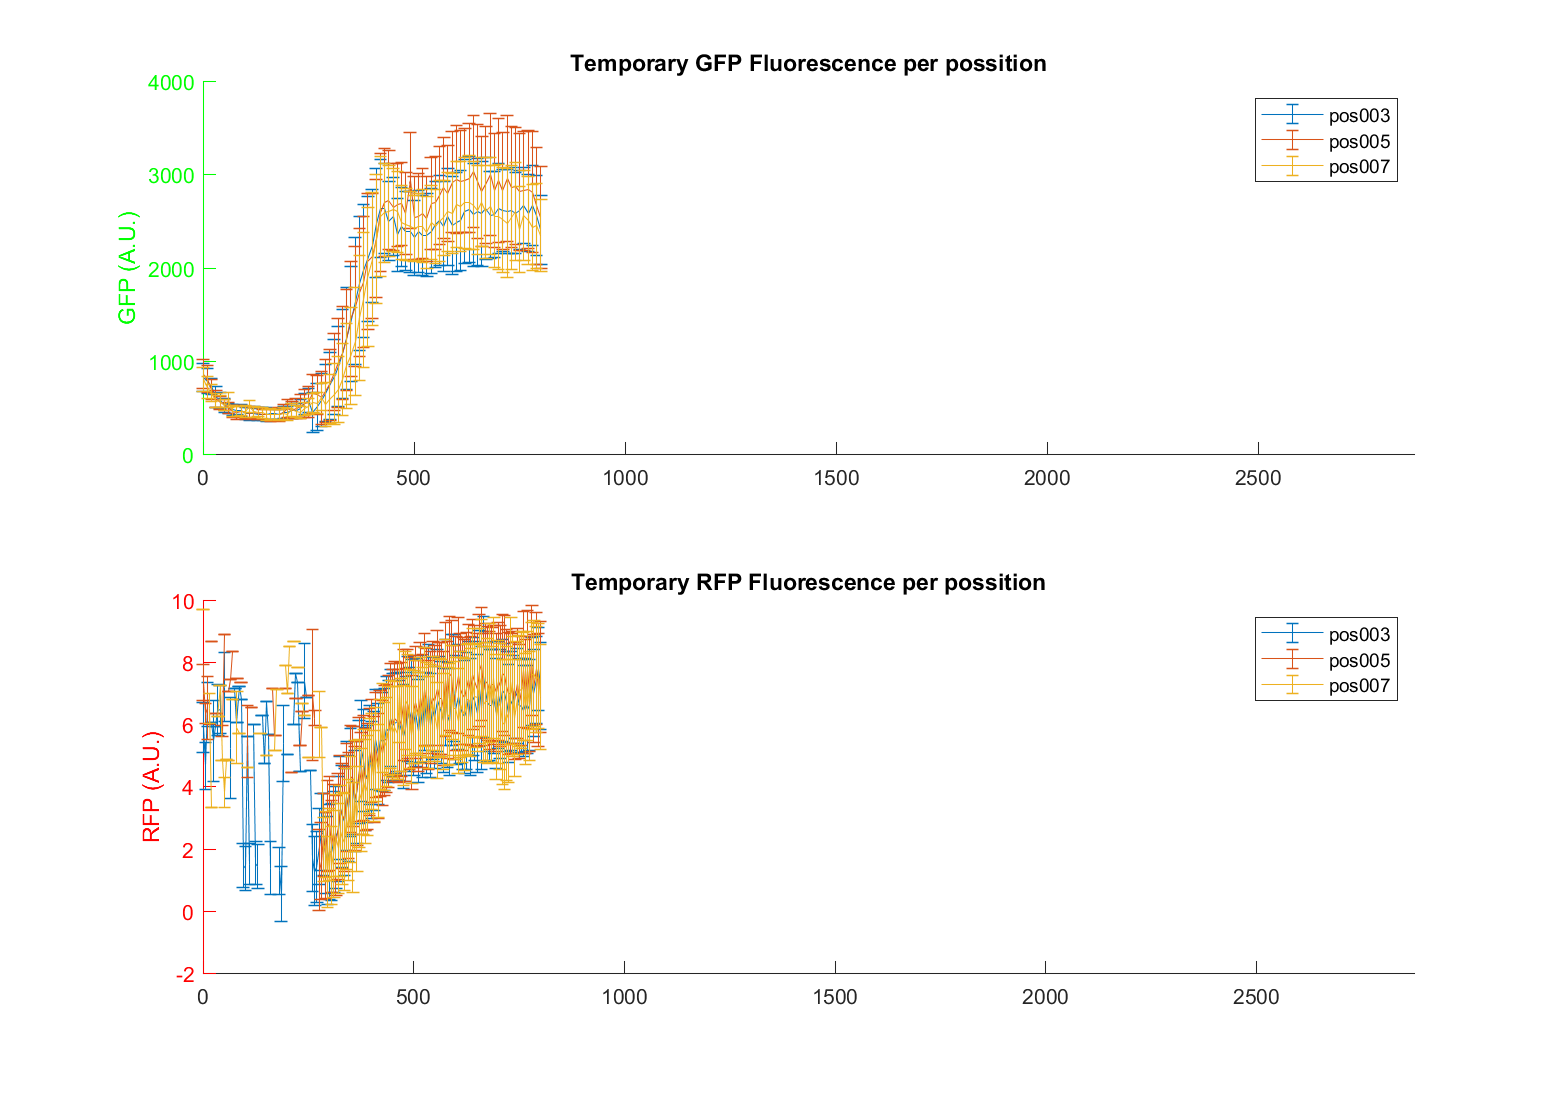 Temporary GFP Fluorescence per possition
GFP (A.U.)
4000
3000
2000
1000
0
0 500 1000 1500 2000 2500
pos003
pos005
pos007
Temporary RFP Fluorescence per possition
RFP (A.U.)
10
8
6
4
2
0
-2
0 500 1000 1500 2000 2500
pos003
pos005
pos007